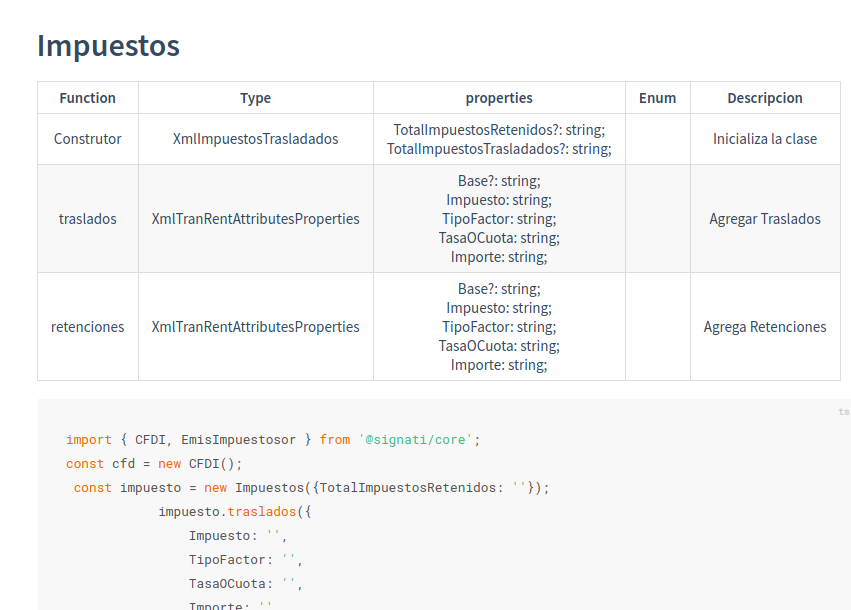 Impuestos
Function Type properties Enum Descripcion
Construtor XmlImpuestosTrasladados TotalImpuestosRetenidos?: string; Inicializa la clase
TotalImpuestosTrasladados?: string;
traslados XmlTranRentAttributesProperties Base?: string; Agregar Traslados
Impuesto: string;
TipoFactor: string;
TasaOCuota: string;
Importe: string;
retenciones XmlTranRentAttributesProperties Base?: string; Agrega Retenciones
Impuesto: string;
TipoFactor: string;
TasaOCuota: string;
Importe: string;
ts
import { CFDI, EmisImpuestosor } from '@signati/core';
const cfd = new CFDI();
const impuesto = new Impuestos({TotalImpuestosRetenidos: ''});
impuesto.traslados({
Impuesto: '',
TipoFactor: '',
TasaOCuota: '',
Importe: ''